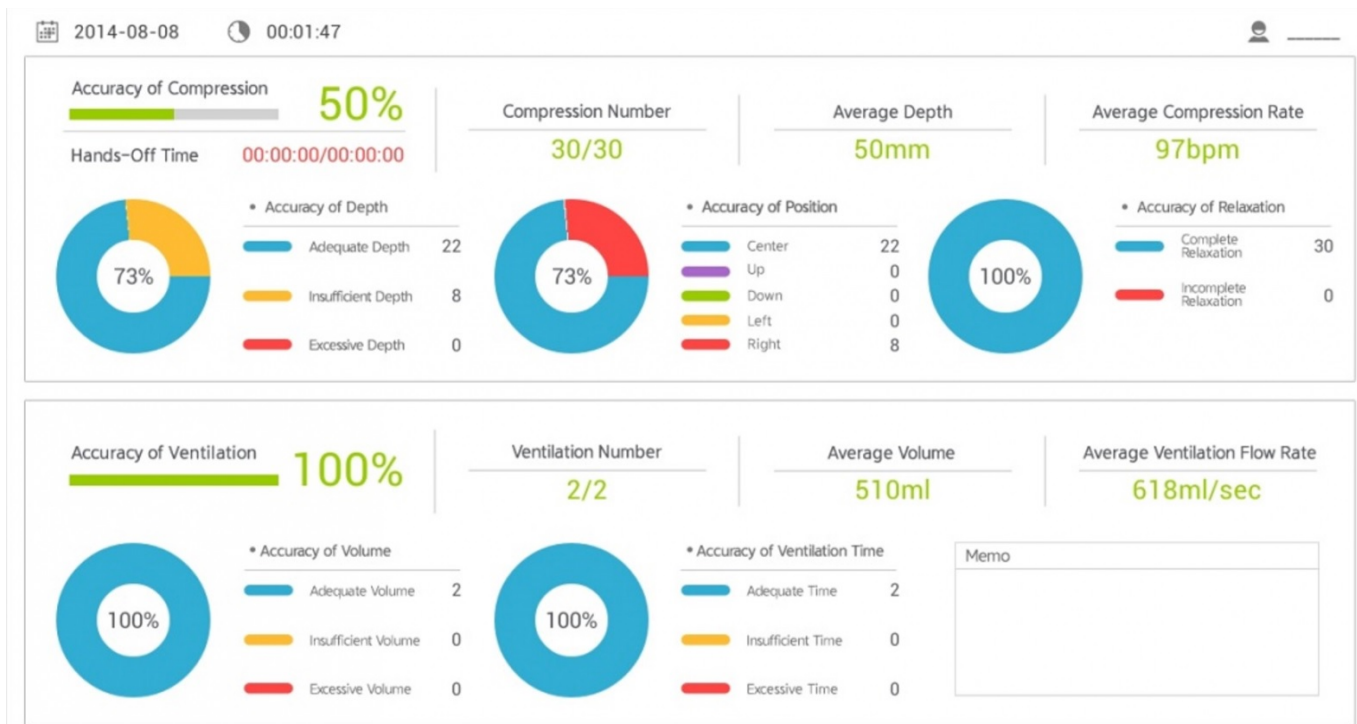 2014-08-08 00:01:47
Accuracy of Compression 50%
Hands-Off Time 00:00:00/00:00:00
Compression Number
30/30
Average Depth
50mm
Average Compression Rate
97bpm
73%
• Accuracy of Depth
Adequate Depth 22
Insufficient Depth 8
Excessive Depth 0
73%
• Accuracy of Position
Center 22
Up 0
Down 0
Left 0
Right 8
100%
• Accuracy of Relaxation
Complete
Relaxation 30
Incomplete
Relaxation 0
Accuracy of Ventilation 100%
Ventilation Number
2/2
Average Volume
510ml
Average Ventilation Flow Rate
618ml/sec
100%
• Accuracy of Volume
Adequate Volume 2
Insufficient Volume 0
Excessive Volume 0
100%
• Accuracy of Ventilation Time
Adequate Time 2
Insufficient Time 0
Excessive Time 0
Memo